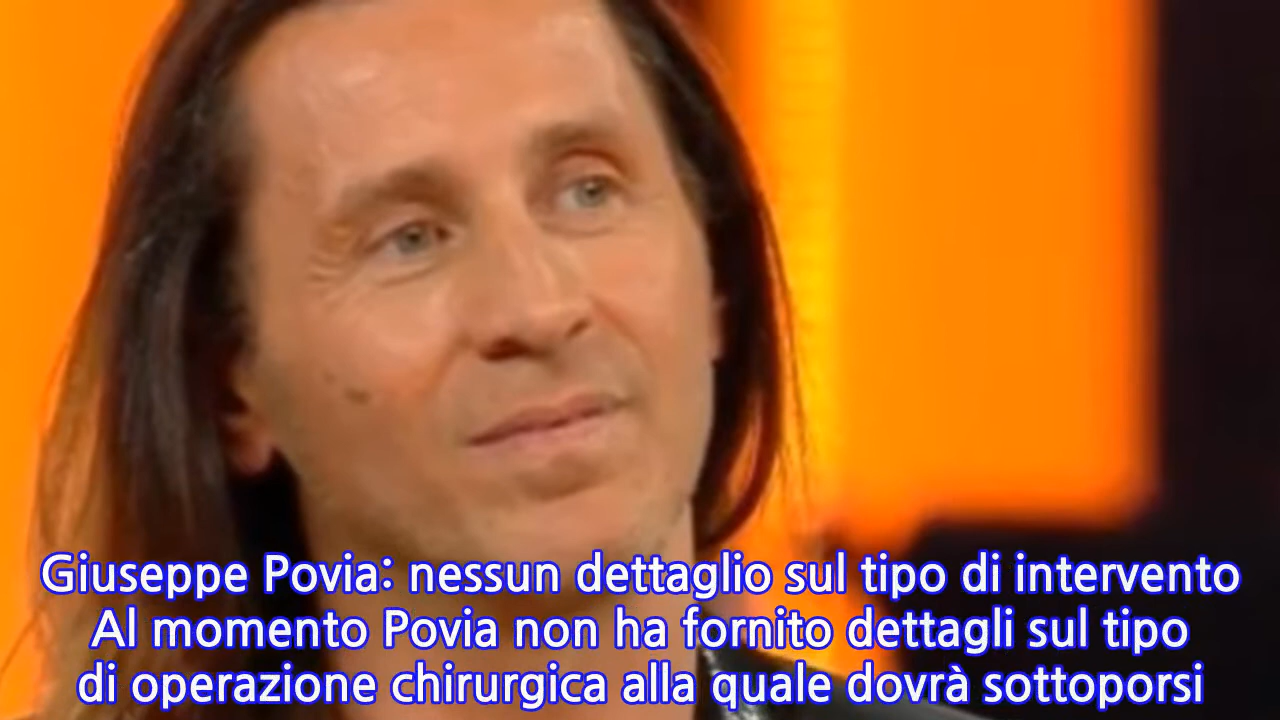 Giuseppe Povia: nessun dettaglio sul tipo di intervento
Al momento Povia non ha fornito dettagli sul tipo
di operazione chirurgica alla quale dovrà sottoporsi